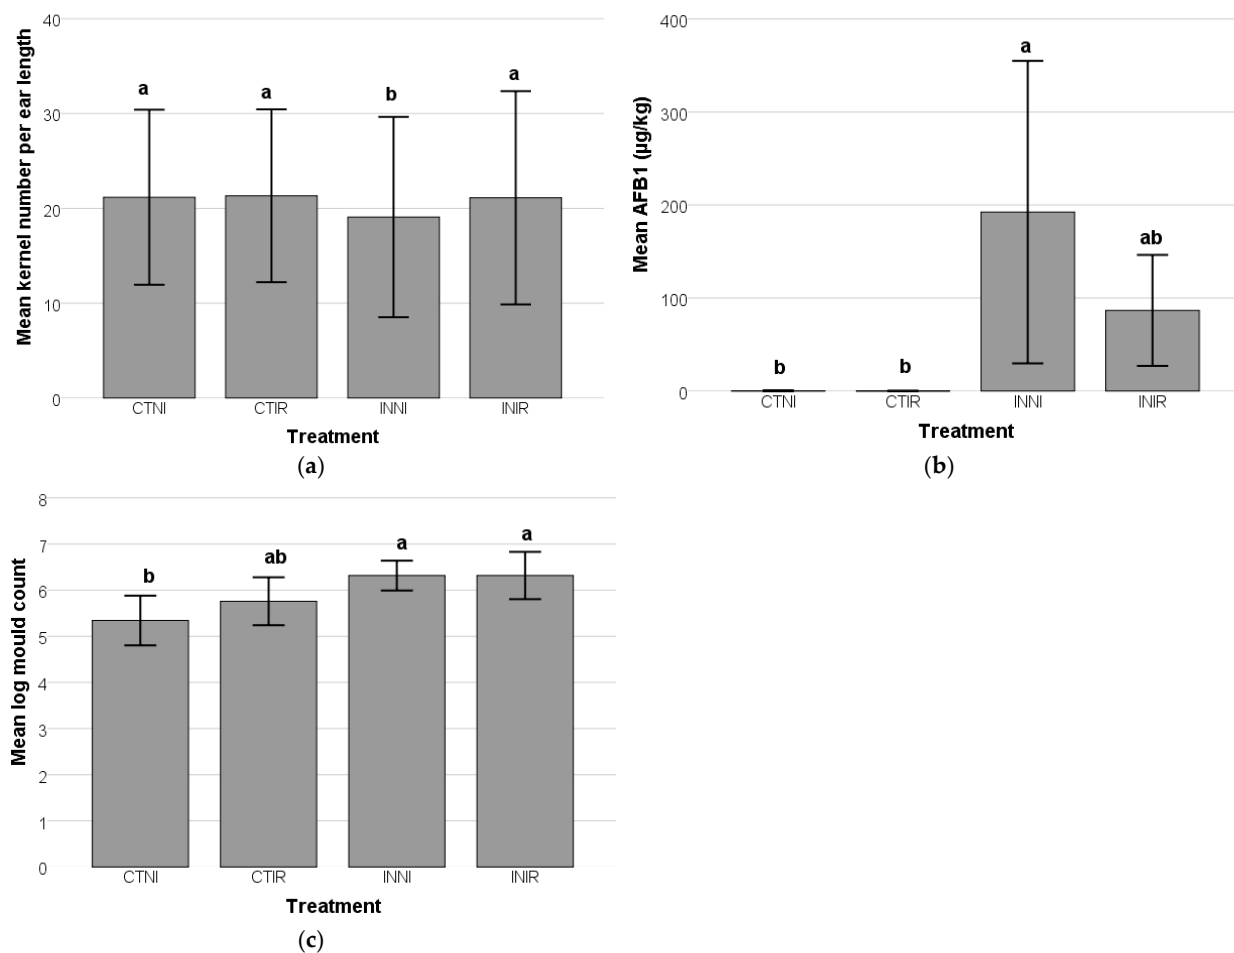 Mean kernel number per ear length
40
30
20
10
0
a
a
b
a
CTNI
CTIR
INNI
INIR
Treatment
(a)
Mean AFB1 (µg/kg)
400
300
200
100
0
b
b
a
ab
CTNI
CTIR
INNI
INIR
Treatment
(b)
Mean log mould count
8
7
6
5
4
3
2
1
0
b
ab
a
a
CTNI
CTIR
INNI
INIR
Treatment
(c)